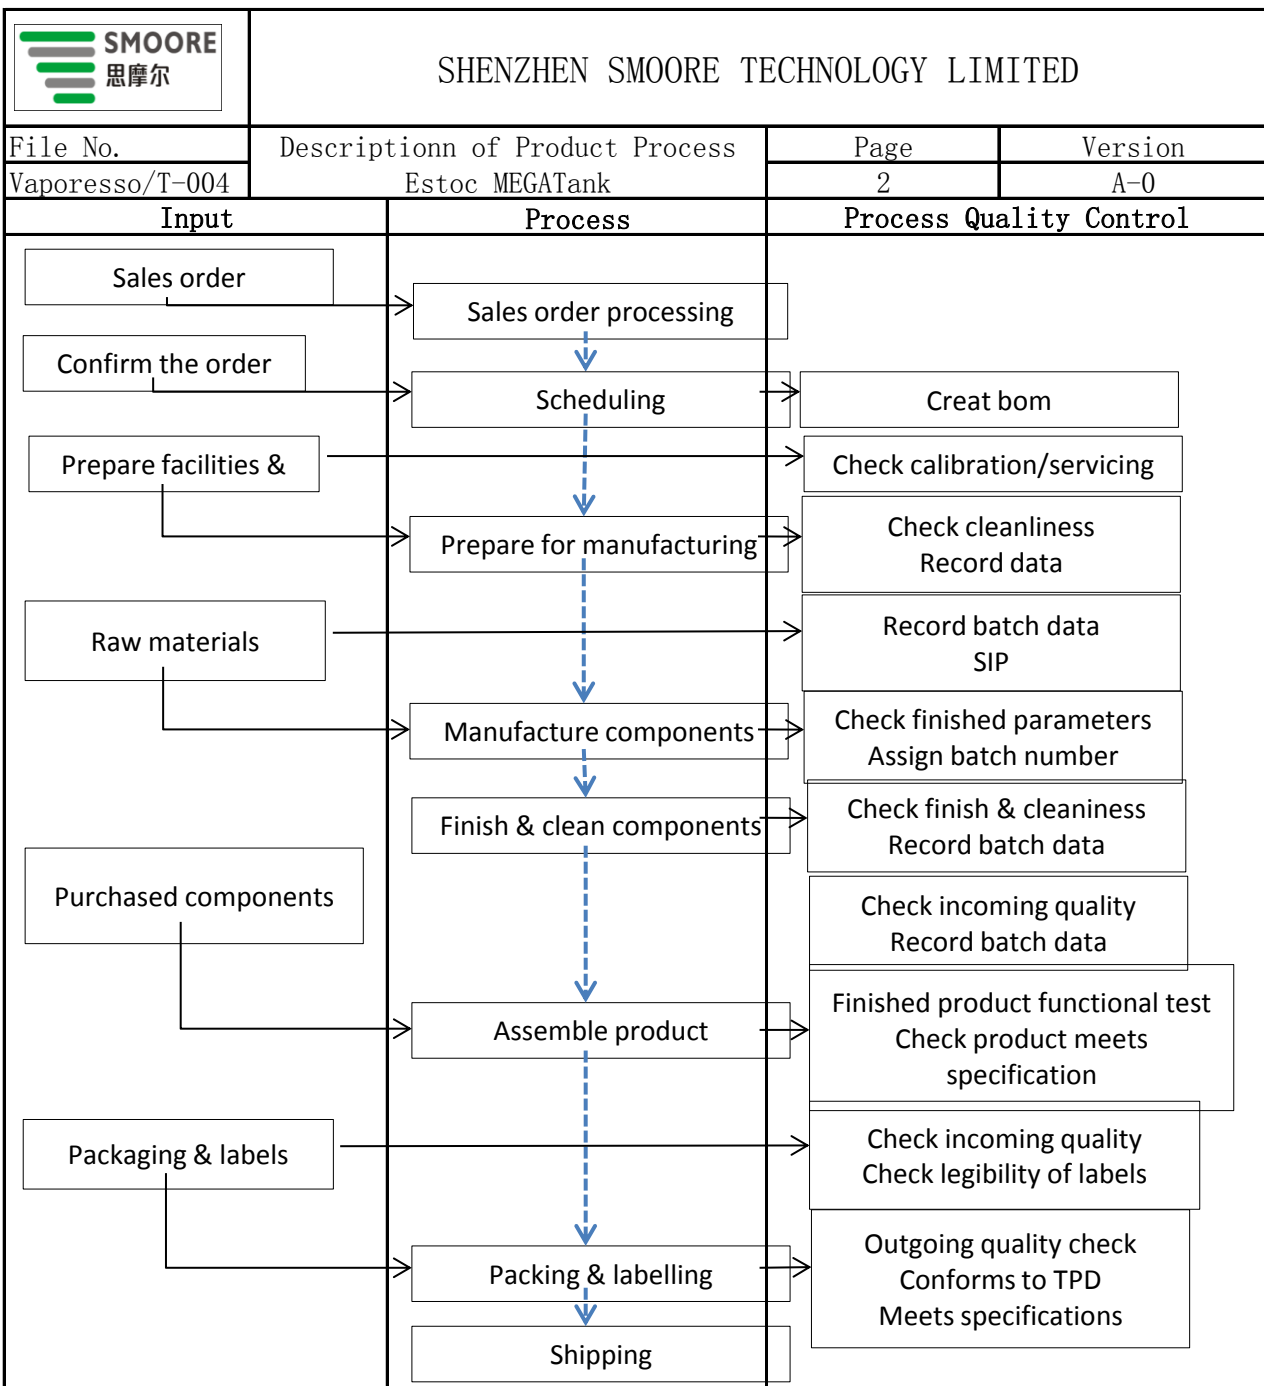 SMOORE
思摩尔
SHENZHEN SMOORE TECHNOLOGY LIMITED
File No.
Descriptionn of Product Process
Page
Version
Vaporesso/T-004
Estoc MEGATank
2
A-0
Input
Process
Process Quality Control
Sales order
Sales order processing
Confirm the order
Scheduling
Creat bom
Prepare facilities &
Check calibration/servicing
Prepare for manufacturing
Check cleanliness
Record data
Raw materials
Record batch data
SIP
Manufacture components
Check finished parameters
Assign batch number
Finish & clean components
Check finish & cleaniness
Record batch data
Purchased components
Check incoming quality
Record batch data
Assemble product
Finished product functional test
Check product meets
specification
Packaging & labels
Check incoming quality
Check legibility of labels
Packing & labelling
Outgoing quality check
Conforms to TPD
Meets specifications
Shipping